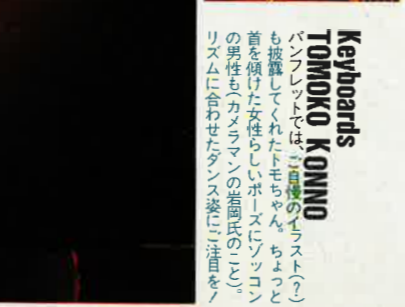 Keyboards
TOMOKO KONNO
パンフレットでは、ご自慢のイラスト(?)
も披露してくれたトモちゃん。ちょっと
首を傾けた女性らしいポーズにゾッコン
の男性も(カメラマンの岩岡氏のこと)。
リズムに合わせたダンス姿にご注目を!